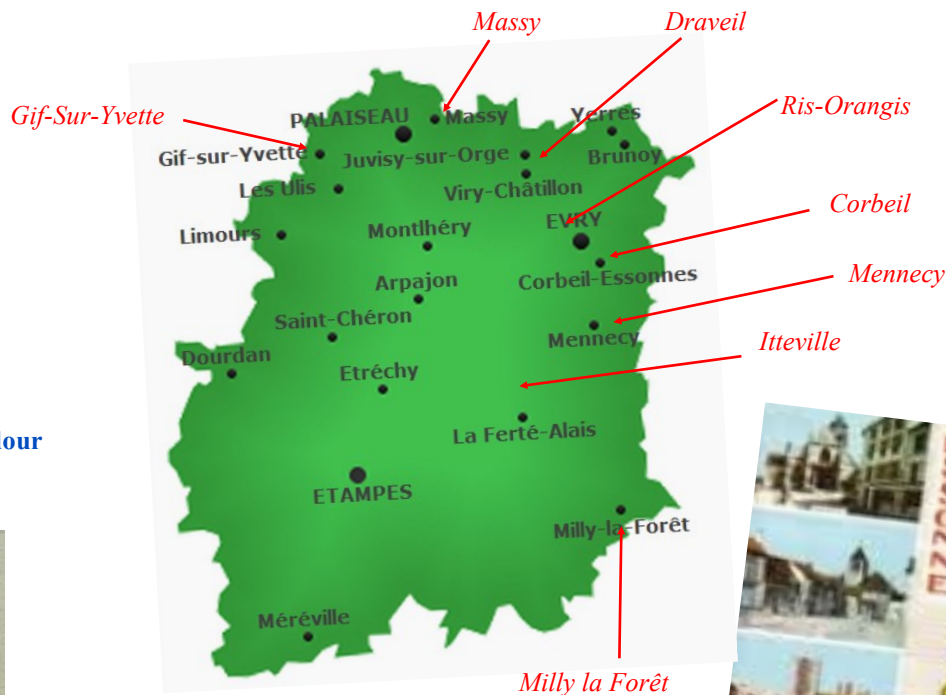 Massy
Draveil
Gif-Sur-Yvette
Ris-Orangis
PALAISEAU
Massy
Yerres
Gif-sur-Yvette
Juvisy-sur-Orge
Brunoy
Les Ulis
Viry-Châtillon
Corbeil
Limours
Montlhéry
EVRY
Arpajon
Corbeil-Essonnes
Mennecy
Saint-Chéron
Mennecy
Itteville
Dourdan
Etréchy
La Ferté-Alais
lour
ETAMPES
Milly-la-Forêt
Méréville
Milly la Forêt